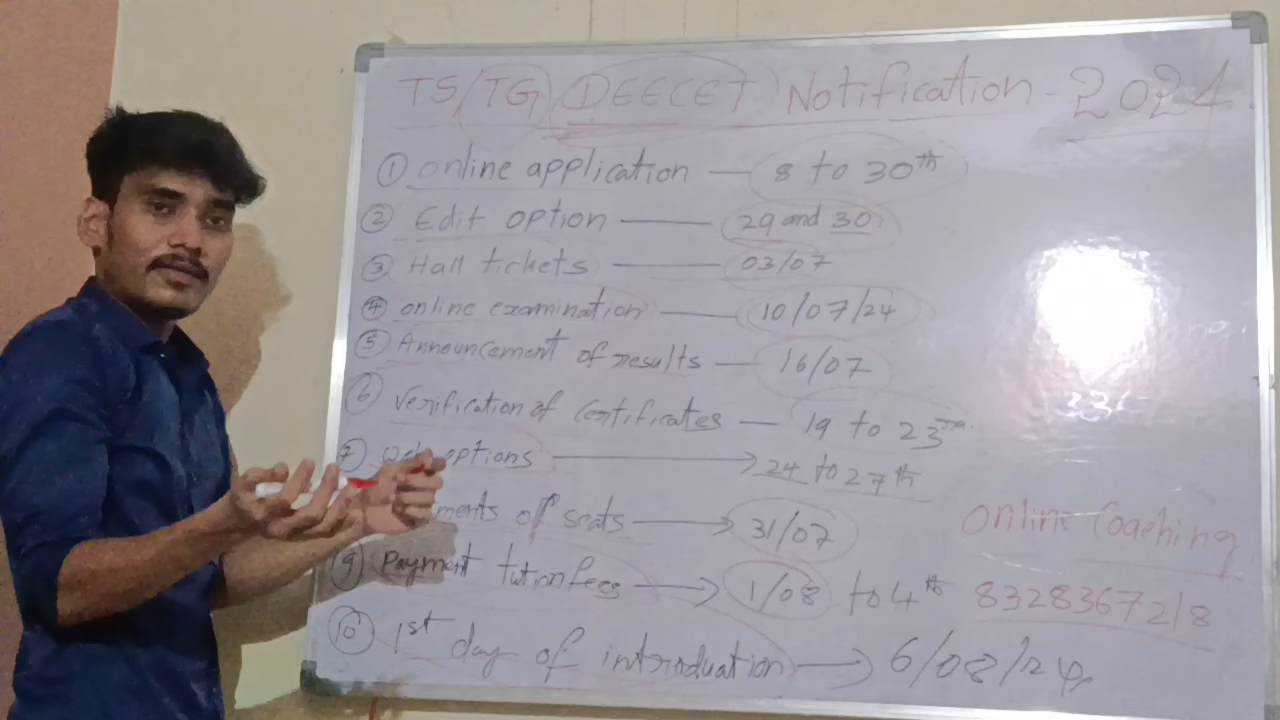 TS/TG DEECET Notification - 2024.
① online application — 8 to 30th
② Edit option — 29 and 30
③ Hall tickets — 03/07
④ online examination — 10/07/24
⑤ Announcement of results — 16/07
⑥ Verification of Certificates — 19 to 23TH
⑦ Web options → 24 to 27th
ments of seats → 31/07
⑨ Payment tution fees → 1/08 to 4th
⑩ 1st day of introduation → 6/08/24
Online Coaching
8328367218